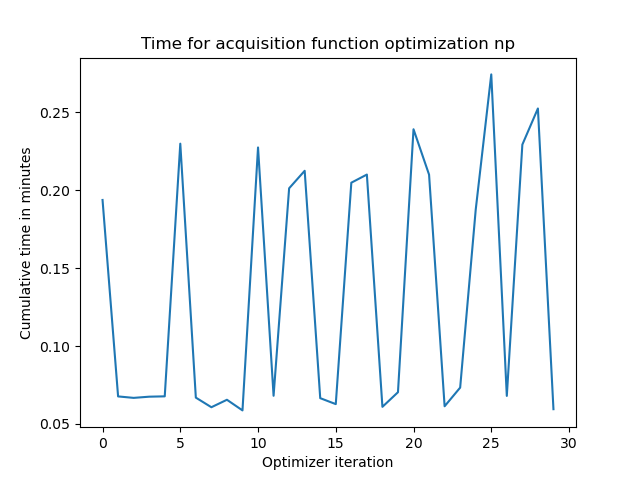 Time for acquisition function optimization np
Cumulative time in minutes
0.25
0.20
0.15
0.10
0.05
0 5 10 15 20 25 30
Optimizer iteration